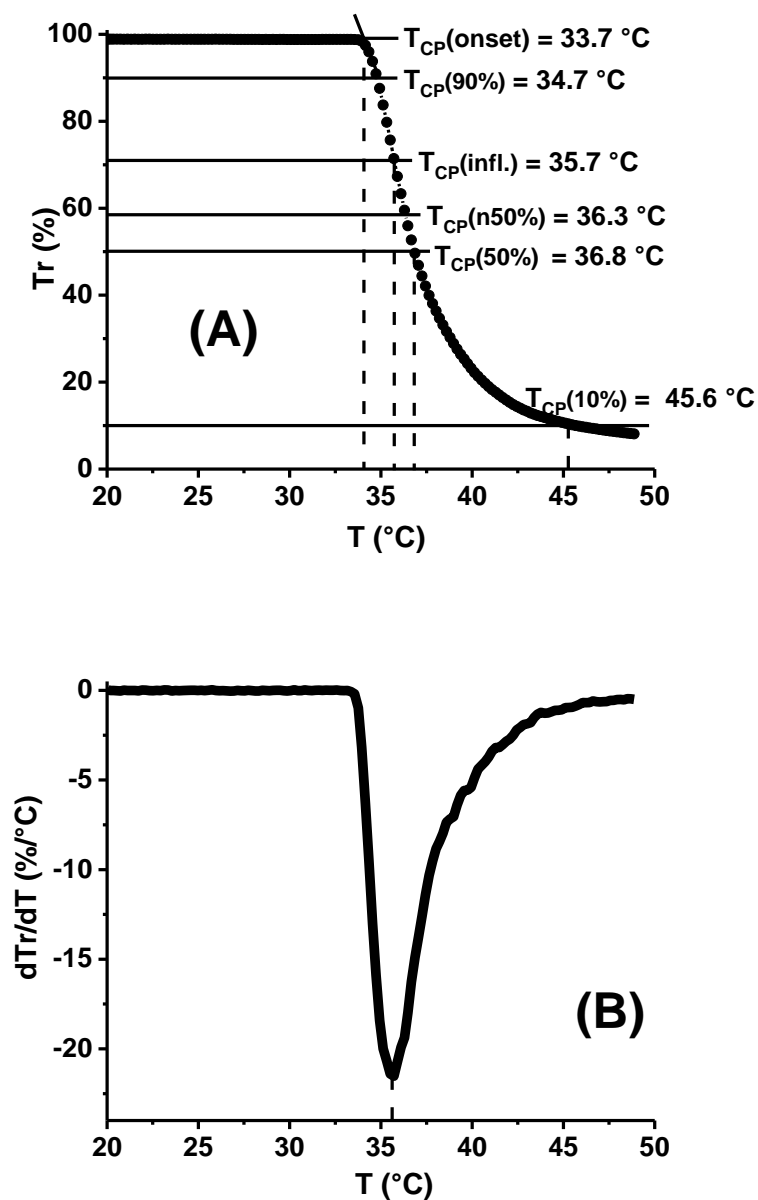 100
80
60
40
20
0
Tr (%)
T_CP(onset) = 33.7 °C
T_CP(90%) = 34.7 °C
T_CP(infl.) = 35.7 °C
T_CP(n50%) = 36.3 °C
T_CP(50%) = 36.8 °C
(A)
T_CP(10%) = 45.6 °C
20 25 30 35 40 45 50
T (°C)
0
-5
-10
-15
-20
dTr/dT (%/°C)
(B)
20 25 30 35 40 45 50
T (°C)